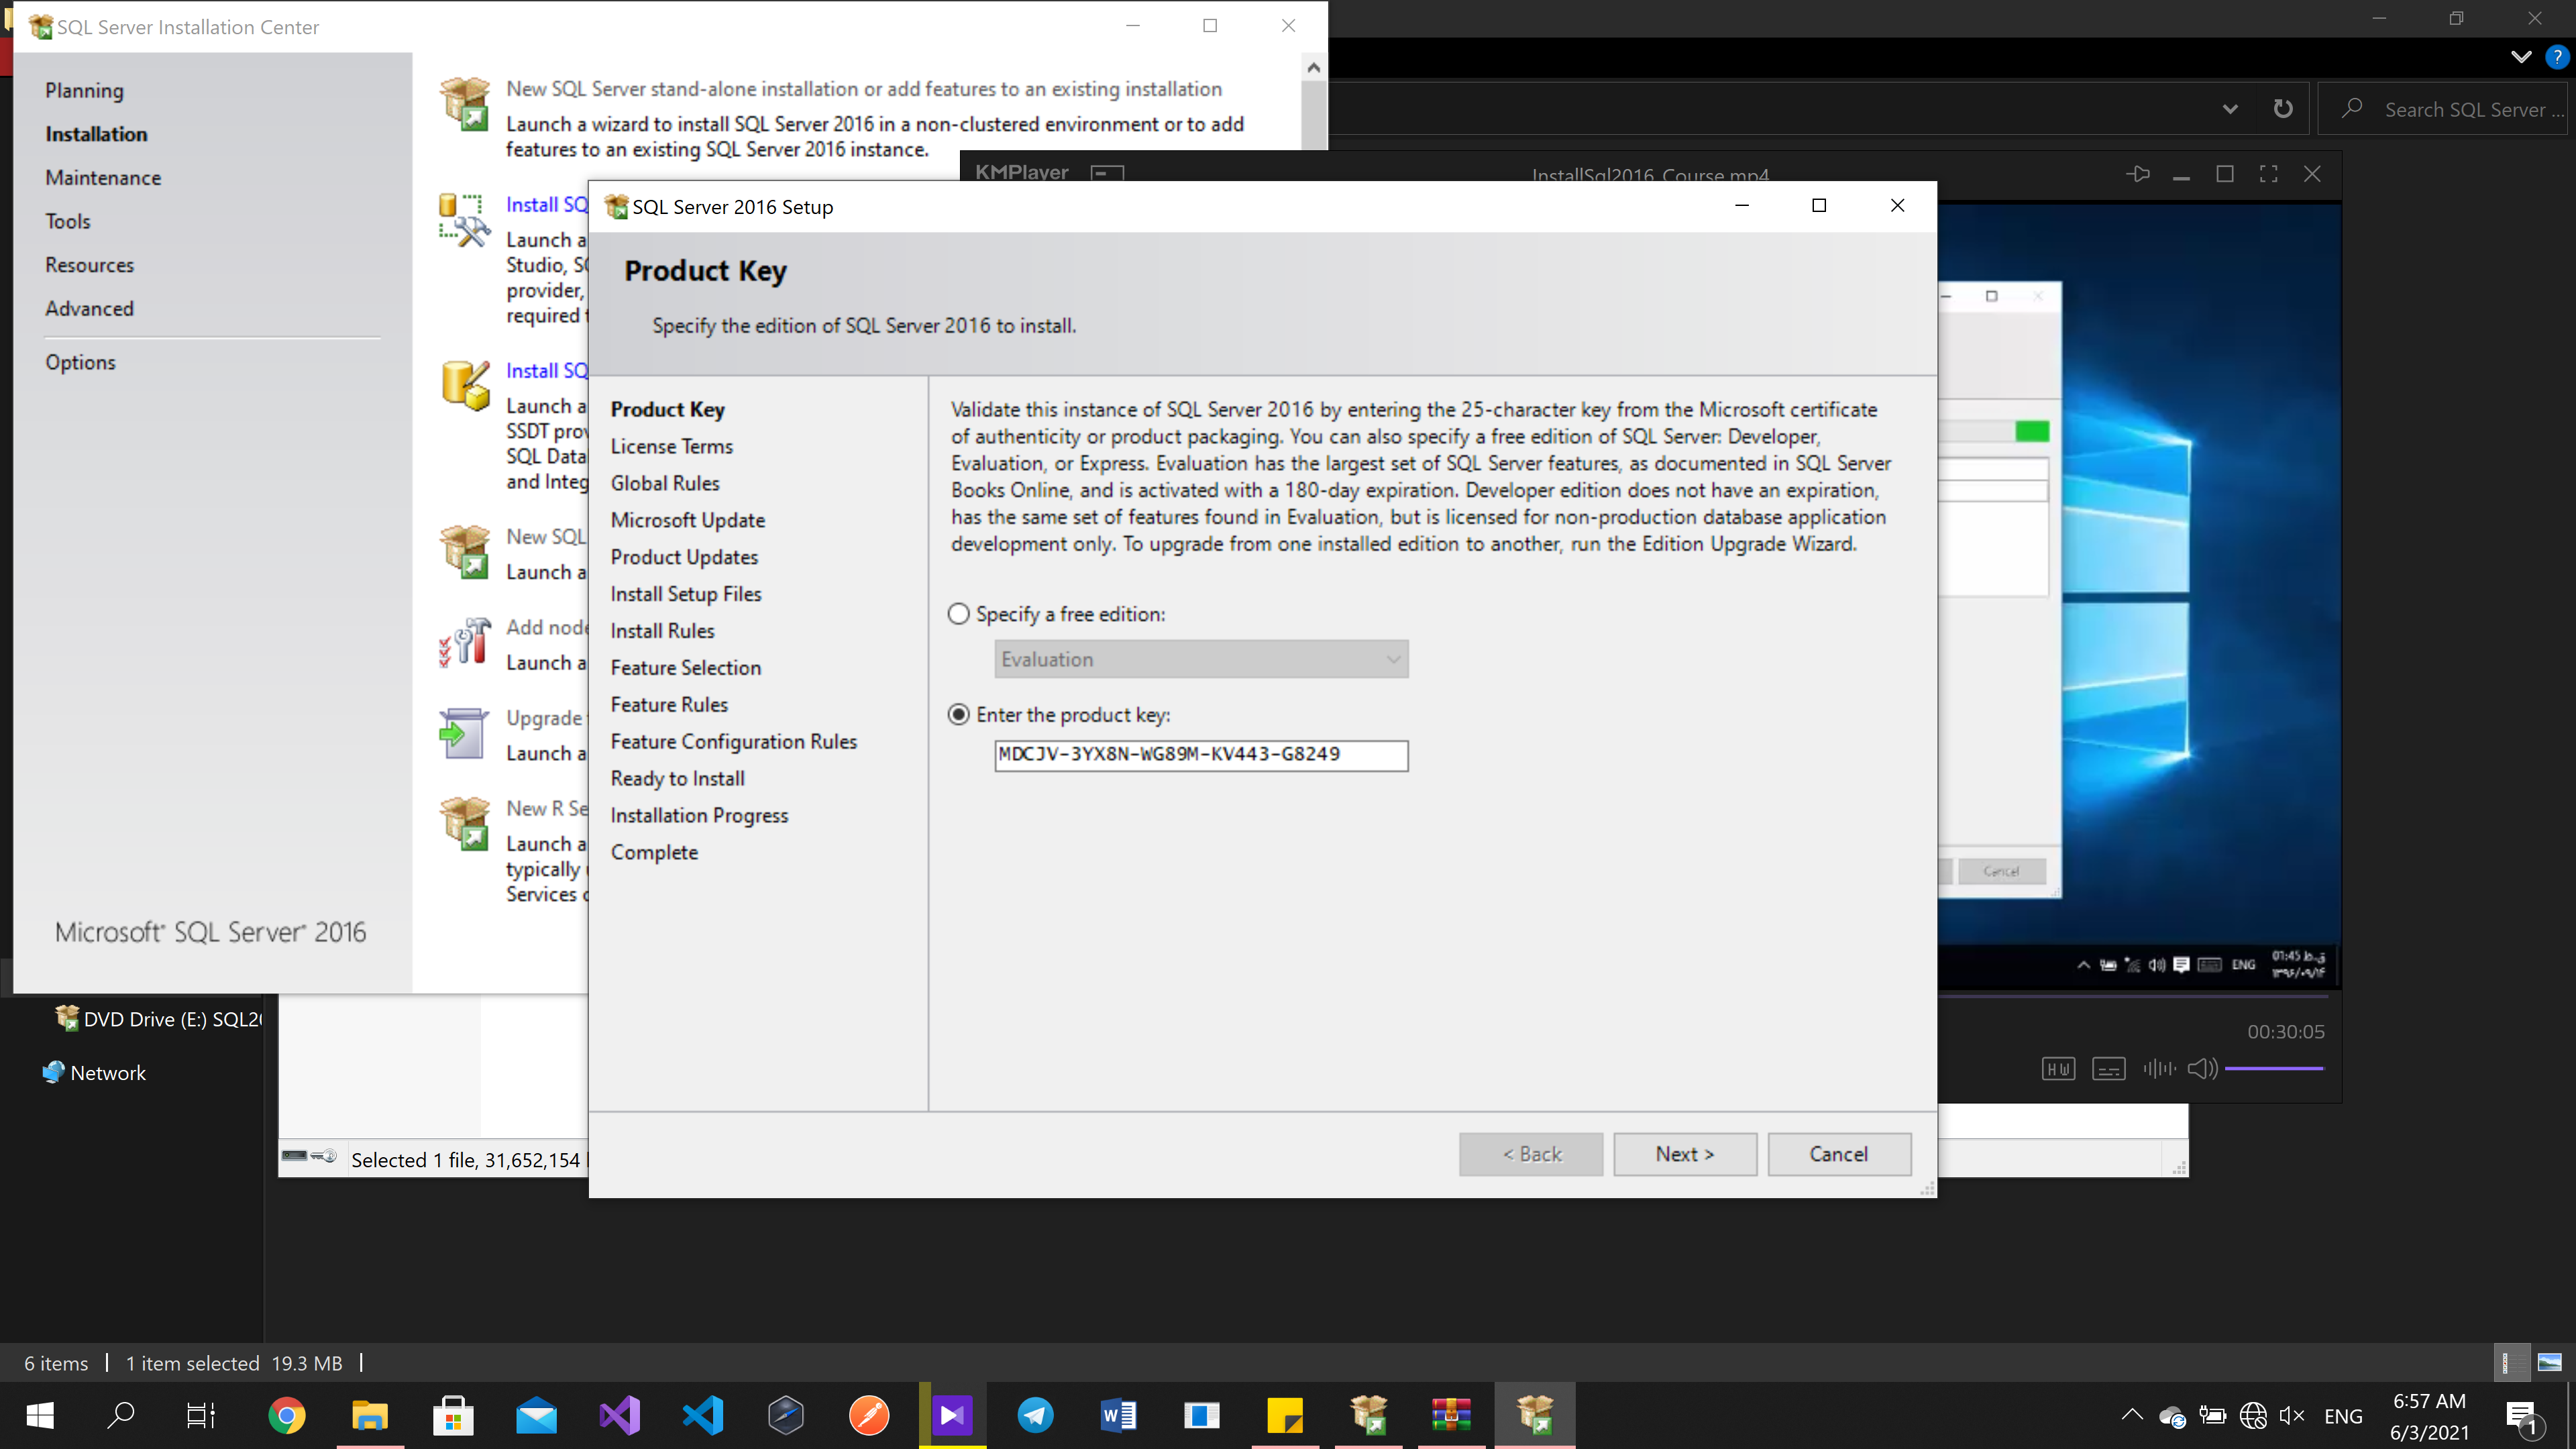 SQL Server Installation Center
Planning
Installation
Maintenance
Tools
Resources
Advanced
Options
Microsoft® SQL Server® 2016
New SQL Server stand-alone installation or add features to an existing installation
Launch a wizard to install SQL Server 2016 in a non-clustered environment or to add
features to an existing SQL Server 2016 instance.
Install SQ
Launch a
Studio, S
provider,
required
Install SQ
Launch a
SSDT prov
SQL Data
and Integ
New SQL
Launch a
Add node
Launch a
Upgrade
Launch a
New R Se
Launch a
typically
Services
Search SQL Server ...
KMPlayer
InstallSql2016_Course.mp4
SQL Server 2016 Setup
Product Key
Specify the edition of SQL Server 2016 to install.
Product Key
License Terms
Global Rules
Microsoft Update
Product Updates
Install Setup Files
Install Rules
Feature Selection
Feature Rules
Feature Configuration Rules
Ready to Install
Installation Progress
Complete
Validate this instance of SQL Server 2016 by entering the 25-character key from the Microsoft certificate
of authenticity or product packaging. You can also specify a free edition of SQL Server: Developer,
Evaluation, or Express. Evaluation has the largest set of SQL Server features, as documented in SQL Server
Books Online, and is activated with a 180-day expiration. Developer edition does not have an expiration,
has the same set of features found in Evaluation, but is licensed for non-production database application
development only. To upgrade from one installed edition to another, run the Edition Upgrade Wizard.
Specify a free edition:
Evaluation
Enter the product key:
MDCJV-3YX8N-WG89M-KV443-G8249
< Back
Next >
Cancel
Cancel
ENG
00:30:05
HW
DVD Drive (E:) SQL20
Network
Selected 1 file, 31,652,154
6 items
1 item selected 19.3 MB
ENG
6:57 AM
6/3/2021
1